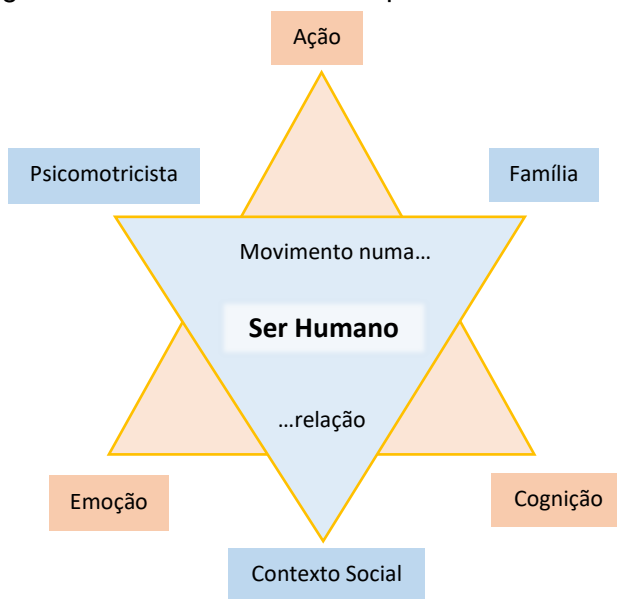 Ação
Psicomotricista
Família
Movimento numa…
Ser Humano
…relação
Emoção
Cognição
Contexto Social